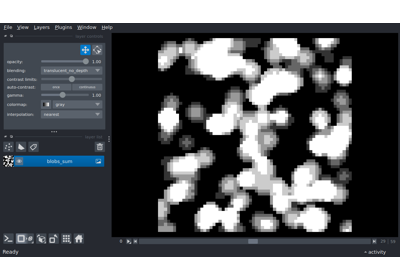 File View Layers Plugins Window Help
opacity: 1.00
blending: translucent_no_depth
contrast limits:
auto-contrast: once continuous
gamma: 1.00
colormap: gray
interpolation: nearest
blobs_sum
Ready
activity